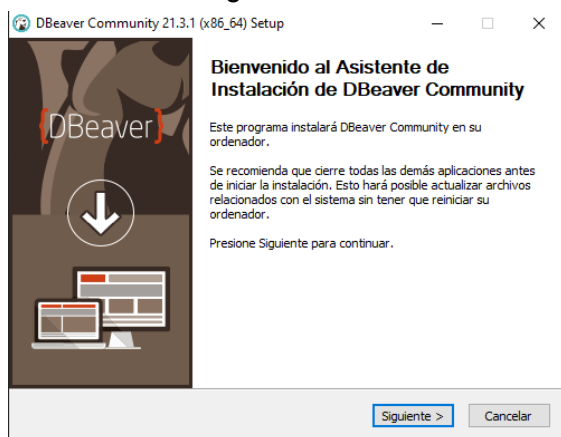 DBeaver Community 21.3.1 (x86_64) Setup
Bienvenido al Asistente de
Instalación de DBeaver Community
{DBeaver}
Este programa instalará DBeaver Community en su
ordenador.
Se recomienda que cierre todas las demás aplicaciones antes
de iniciar la instalación. Esto hará posible actualizar archivos
relacionados con el sistema sin tener que reiniciar su
ordenador.
Presione Siguiente para continuar.
Siguiente > Cancelar